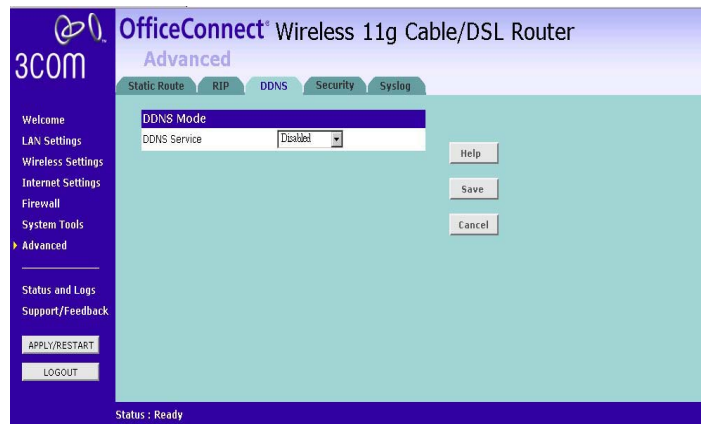 3COM
OfficeConnect® Wireless 11g Cable/DSL Router
Advanced
Static Route RIP DDNS Security Syslog
Welcome
LAN Settings
Wireless Settings
Internet Settings
Firewall
System Tools
Advanced
Status and Logs
Support/Feedback
APPLY/RESTART
LOGOUT
DDNS Mode
DDNS Service Disabled
Help
Save
Cancel
Status : Ready